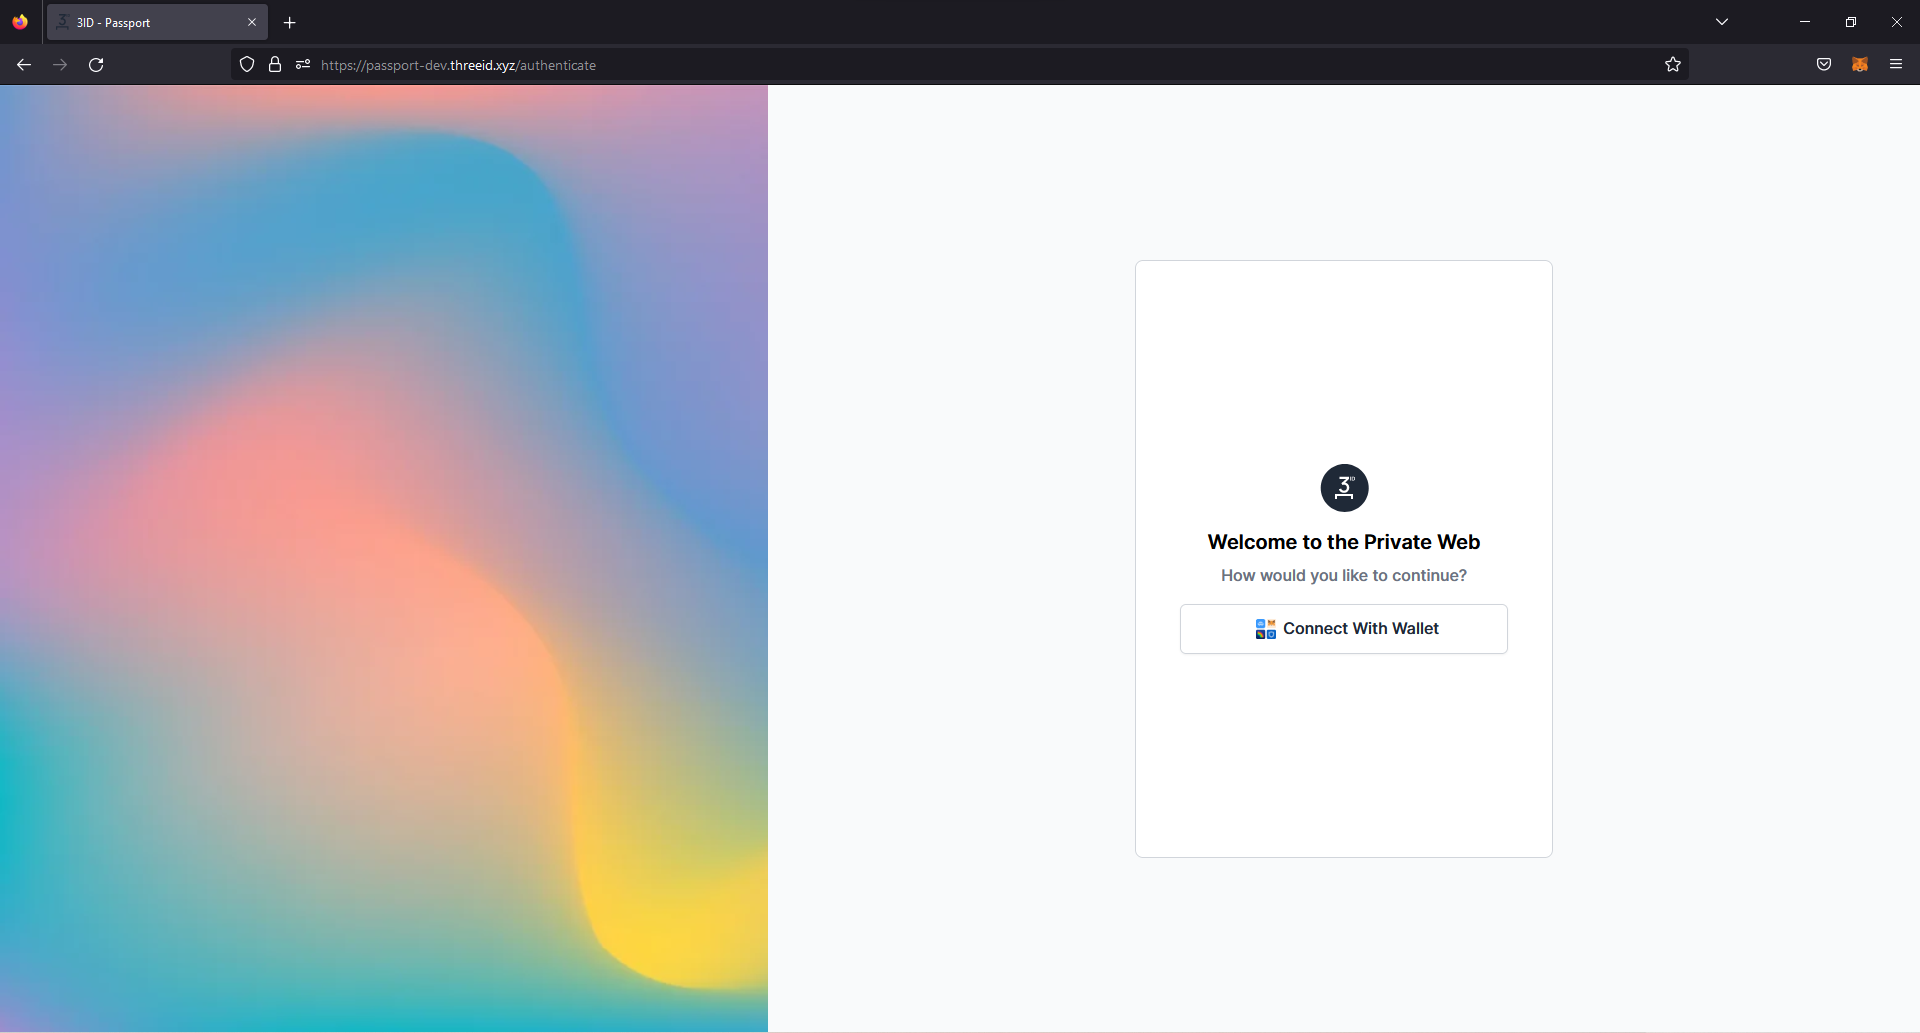 3ID - Passport
https://passport-dev.threeid.xyz/authenticate
3ID
Welcome to the Private Web
How would you like to continue?
Connect With Wallet